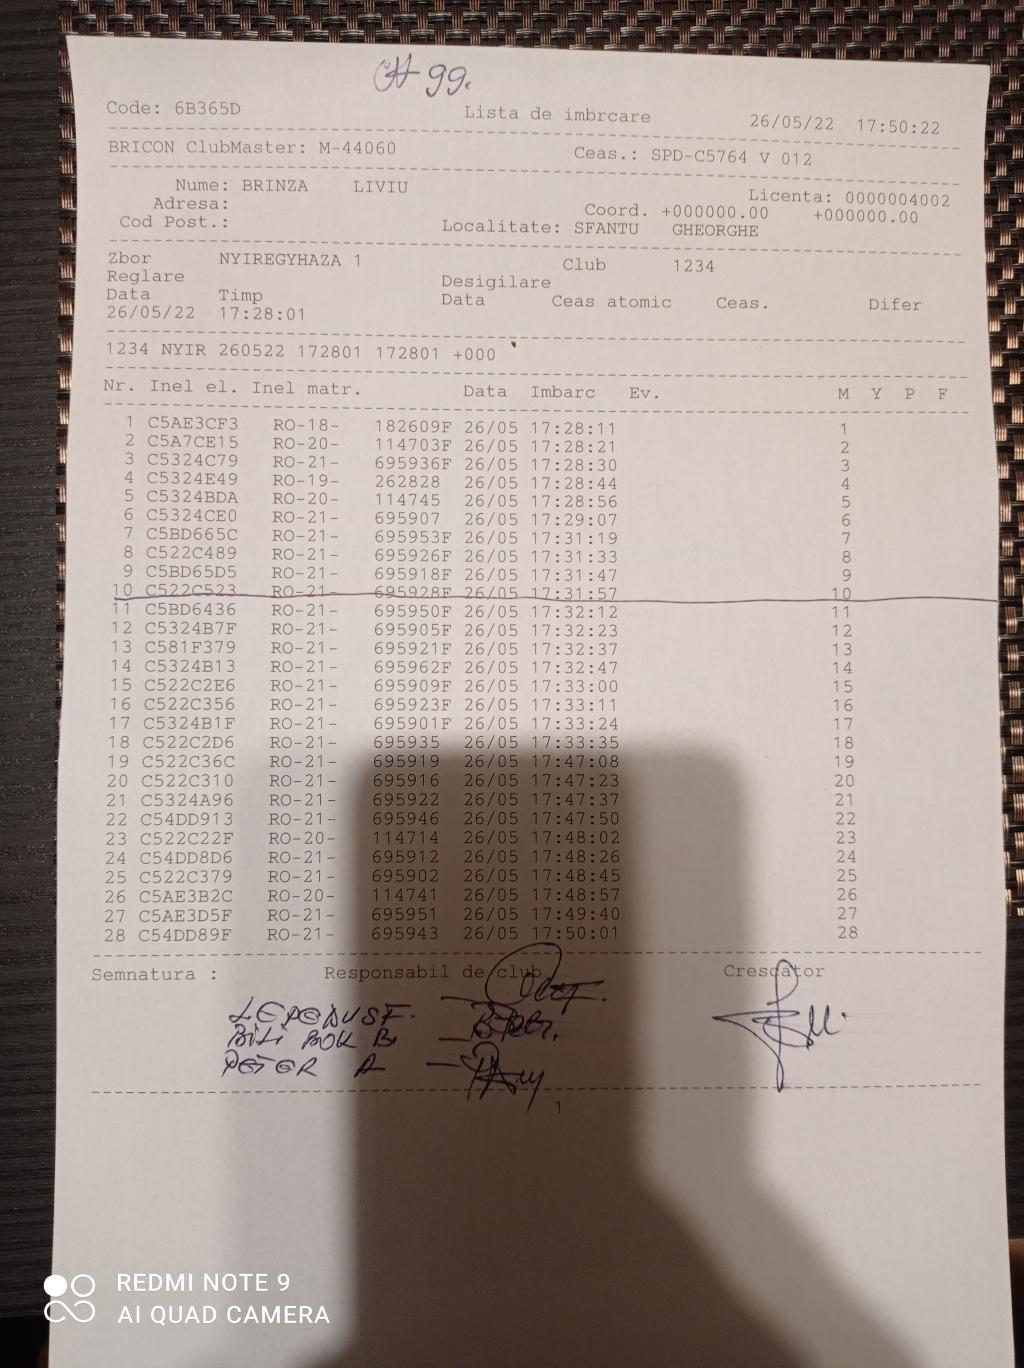 99.
Code: 6B365D Lista de imbrcare 26/05/22 17:50:22
BRICON ClubMaster: M-44060 Ceas.: SPD-C5764 V 012
Nume: BRINZA LIVIU Licenta: 0000004002
Adresa: Coord. +000000.00 +000000.00
Cod Post.: Localitate: SFANTU GHEORGHE
Zbor NYIREGYHAZA 1 Club 1234
Reglare Desigilare
Data Timp Data Ceas atomic Ceas. Difer
26/05/22 17:28:01
1234 NYIR 260522 172801 172801 +000
Nr. Inel el. Inel matr. Data Imbarc Ev. M Y P F
1 C5AE3CF3 RO-18- 182609F 26/05 17:28:11 1
2 C5A7CE15 RO-20- 114703F 26/05 17:28:21 2
3 C5324C79 RO-21- 695936F 26/05 17:28:30 3
4 C5324E49 RO-19- 262828 26/05 17:28:44 4
5 C5324BDA RO-20- 114745 26/05 17:28:56 5
6 C5324CE0 RO-21- 695907 26/05 17:29:07 6
7 C5BD665C RO-21- 695953F 26/05 17:31:19 7
8 C522C489 RO-21- 695926F 26/05 17:31:33 8
9 C5BD65D5 RO-21- 695918F 26/05 17:31:47 9
10 C522C523 RO-21- 695928F 26/05 17:31:57 10
11 C5BD6436 RO-21- 695950F 26/05 17:32:12 11
12 C5324B7F RO-21- 695905F 26/05 17:32:23 12
13 C581F379 RO-21- 695921F 26/05 17:32:37 13
14 C5324B13 RO-21- 695962F 26/05 17:32:47 14
15 C522C2E6 RO-21- 695909F 26/05 17:33:00 15
16 C522C356 RO-21- 695923F 26/05 17:33:11 16
17 C5324B1F RO-21- 695901F 26/05 17:33:24 17
18 C522C2D6 RO-21- 695935 26/05 17:33:35 18
19 C522C36C RO-21- 695919 26/05 17:47:08 19
20 C522C310 RO-21- 695916 26/05 17:47:23 20
21 C5324A96 RO-21- 695922 26/05 17:47:37 21
22 C54DD913 RO-21- 695946 26/05 17:47:50 22
23 C522C22F RO-20- 114714 26/05 17:48:02 23
24 C54DD8D6 RO-21- 695912 26/05 17:48:26 24
25 C522C379 RO-21- 695902 26/05 17:48:45 25
26 C5AE3B2C RO-20- 114741 26/05 17:48:57 26
27 C5AE3D5F RO-21- 695951 26/05 17:49:40 27
28 C54DD89F RO-21- 695943 26/05 17:50:01 28
Semnatura : Responsabil de club Crescator
PETER A
1
REDMI NOTE 9
AI QUAD CAMERA